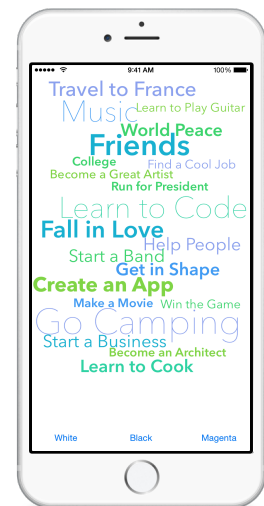 9:41 AM 100%
Travel to France
Music
Learn to Play Guitar
World Peace
Friends
College
Find a Cool Job
Become a Great Artist
Run for President
Learn to Code
Fall in Love
Help People
Start a Band
Get in Shape
Create an App
Make a Movie
Win the Game
Go Camping
Start a Business
Become an Architect
Learn to Cook
White Black Magenta